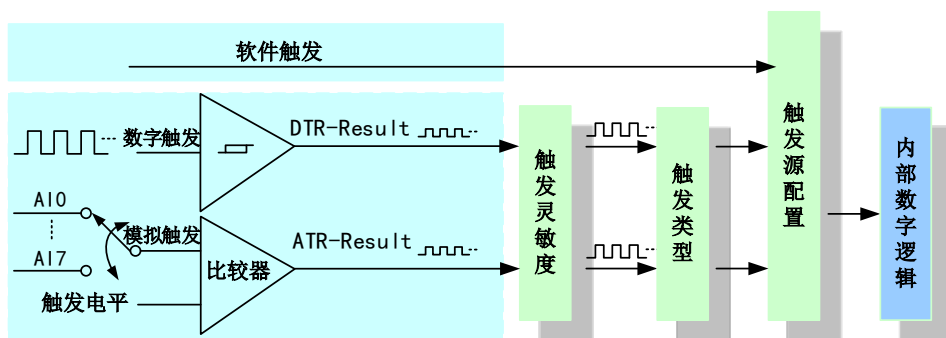 软件触发
数字触发
DTR-Result
AI0
AI7
模拟触发
触发电平
比较器
ATR-Result
触发灵敏度
触发类型
触发源配置
内部数字逻辑